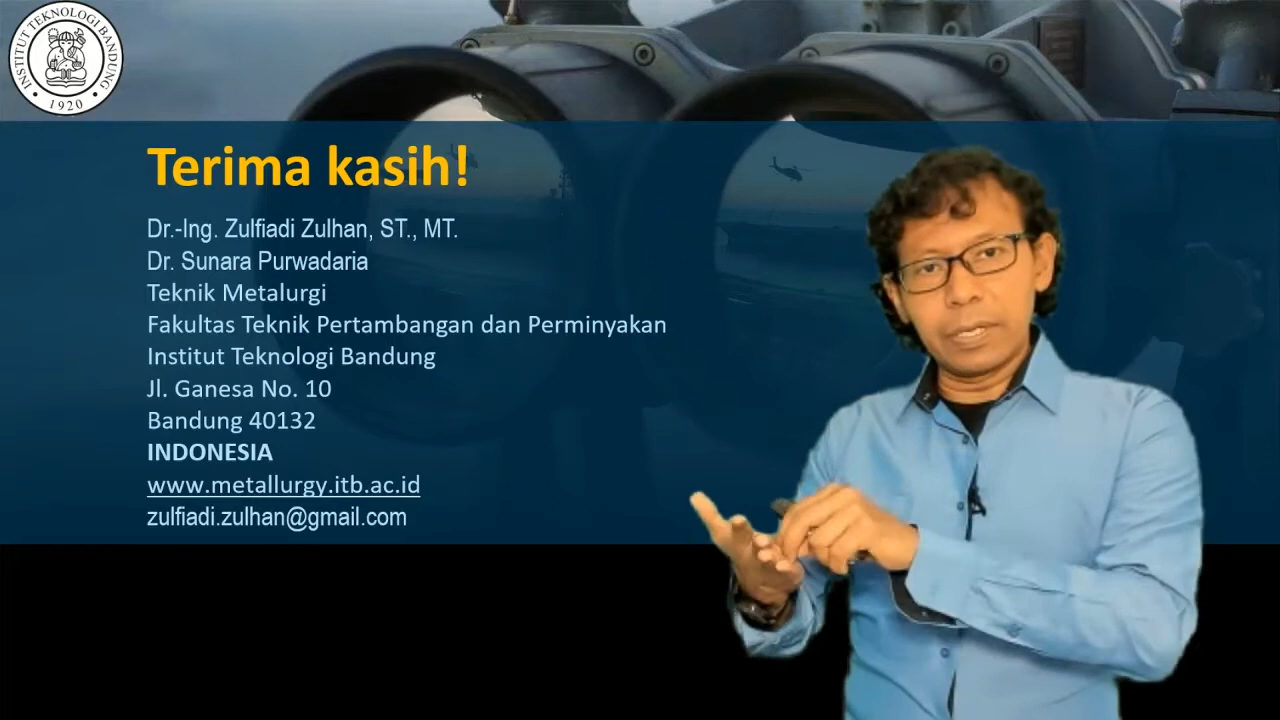 INSTITUT TEKNOLOGI BANDUNG
1920
Terima kasih!
Dr.-Ing. Zulfiadi Zulhan, ST., MT.
Dr. Sunara Purwadaria
Teknik Metalurgi
Fakultas Teknik Pertambangan dan Perminyakan
Institut Teknologi Bandung
Jl. Ganesa No. 10
Bandung 40132
INDONESIA
www.metallurgy.itb.ac.id
zulfiadi.zulhan@gmail.com